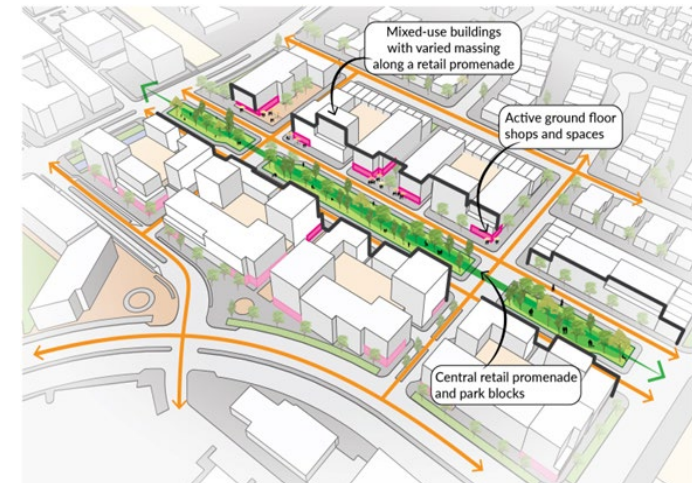 Mixed-use buildings
with varied massing
along a retail promenade
Active ground floor
shops and spaces
Central retail promenade
and park blocks